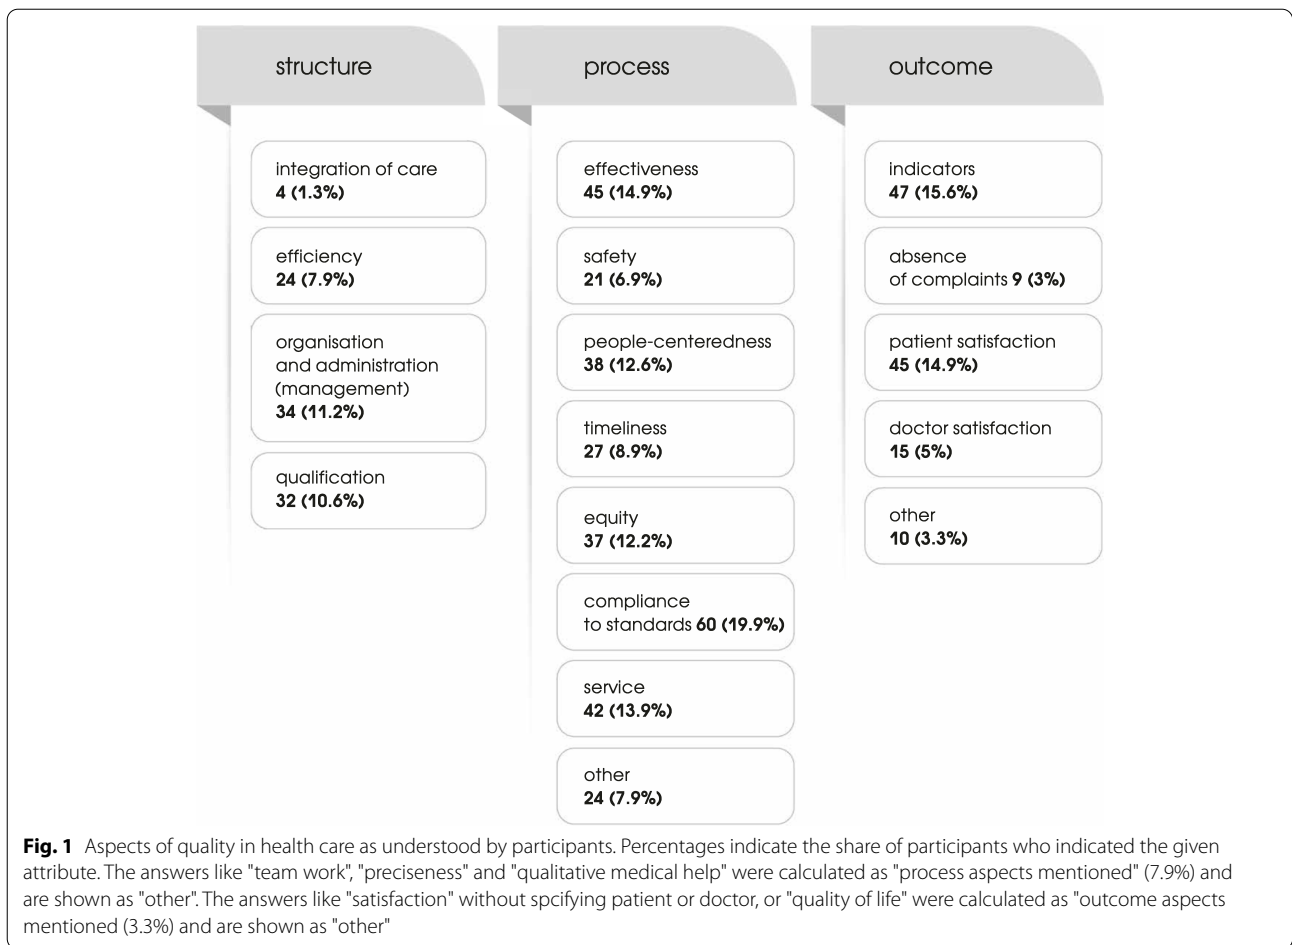 structure
integration of care
4 (1.3%)
efficiency
24 (7.9%)
organisation
and administration
(management)
34 (11.2%)
qualification
32 (10.6%)
process
effectiveness
45 (14.9%)
safety
21 (6.9%)
people-centeredness
38 (12.6%)
timeliness
27 (8.9%)
equity
37 (12.2%)
compliance
to standards 60 (19.9%)
service
42 (13.9%)
other
24 (7.9%)
outcome
indicators
47 (15.6%)
absence
of complaints 9 (3%)
patient satisfaction
45 (14.9%)
doctor satisfaction
15 (5%)
other
10 (3.3%)
Fig. 1 Aspects of quality in health care as understood by participants. Percentages indicate the share of participants who indicated the given
attribute. The answers like "team work", "preciseness" and "qualitative medical help" were calculated as "process aspects mentioned" (7.9%) and
are shown as "other". The answers like "satisfaction" without spcifying patient or doctor, or "quality of life" were calculated as "outcome aspects
mentioned (3.3%) and are shown as "other"